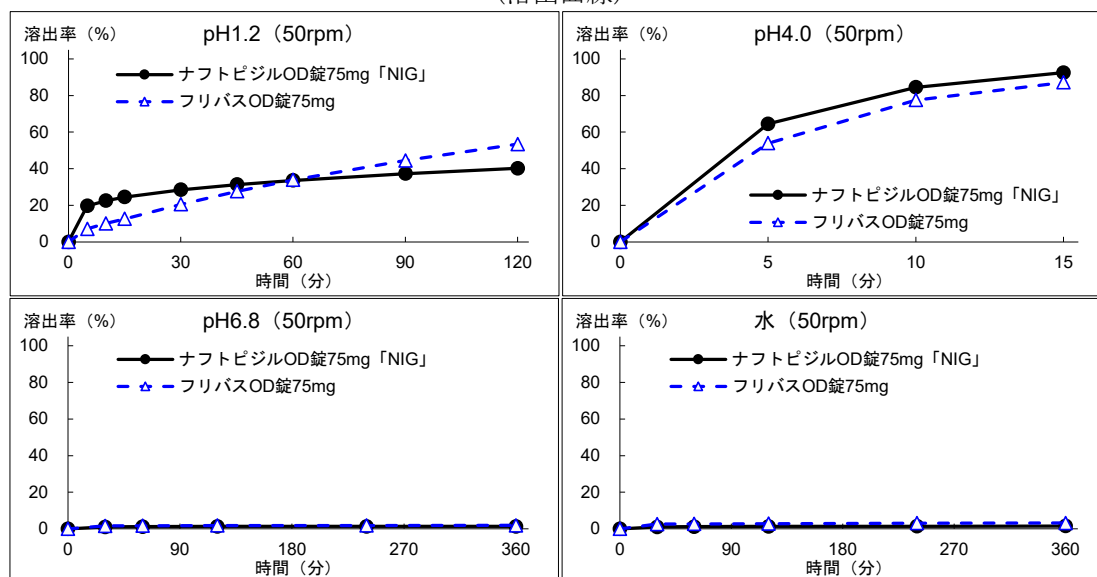 溶出率（%） pH1.2（50rpm）
100
80
60
40
20
0
ナフトピジルOD錠75mg「NIG」
フリバスOD錠75mg
0 30 60 90 120
時間（分）
溶出率（%） pH4.0（50rpm）
100
80
60
40
20
0
ナフトピジルOD錠75mg「NIG」
フリバスOD錠75mg
0 5 10 15
時間（分）
溶出率（%） pH6.8（50rpm）
100
80
60
40
20
0
ナフトピジルOD錠75mg「NIG」
フリバスOD錠75mg
0 90 180 270 360
時間（分）
溶出率（%） 水（50rpm）
100
80
60
40
20
0
ナフトピジルOD錠75mg「NIG」
フリバスOD錠75mg
0 90 180 270 360
時間（分）